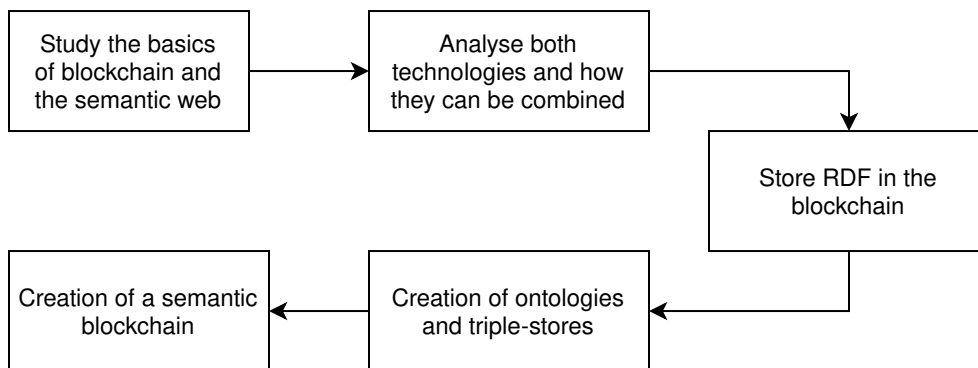 Study the basics
of blockchain and
the semantic web
Analyse both
technologies and how
they can be combined
Store RDF in the
blockchain
Creation of ontologies
and triple-stores
Creation of a semantic
blockchain